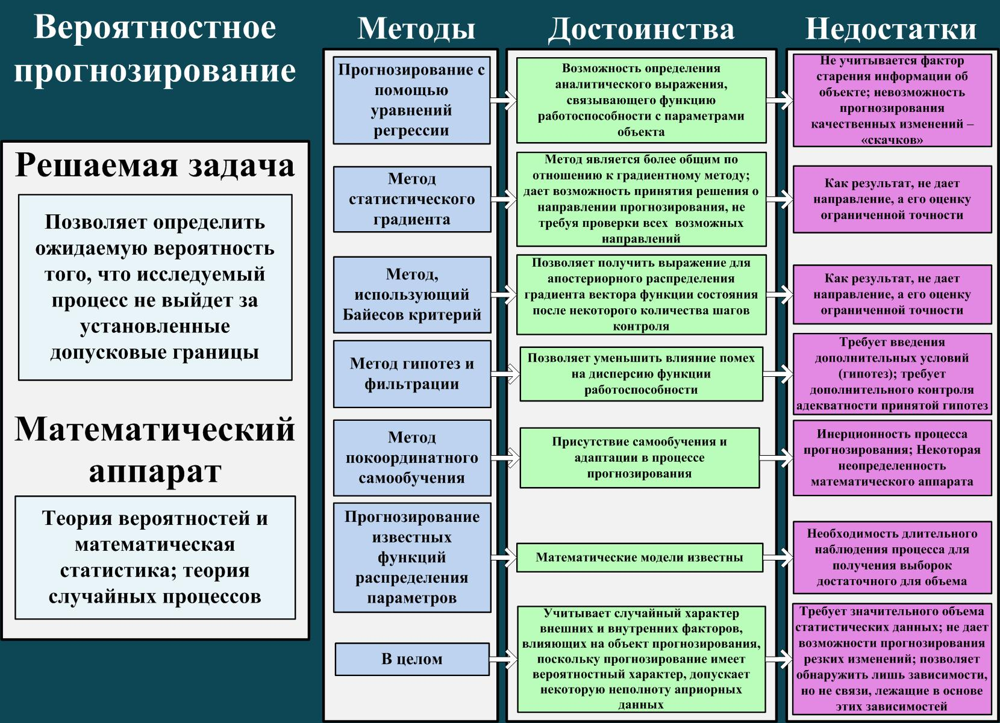 Вероятностное
прогнозирование
Решаемая задача
Позволяет определить
ожидаемую вероятность
того, что исследуемый
процесс не выйдет за
установленные
допусковые границы
Математический
аппарат
Теория вероятностей и
математическая
статистика; теория
случайных процессов
Методы
Достоинства
Недостатки
Прогнозирование с
помощью
уравнений
регрессии
Возможность определения
аналитического выражения,
связывающего функцию
работоспособности с параметрами
объекта
Не учитывается фактор
старения информации об
объекте; невозможность
прогнозирования
качественных изменений –
«скачков»
Метод
статистического
градиента
Метод является более общим по
отношению к градиентному методу;
дает возможность принятия решения о
направлении прогнозирования, не
требуя проверки всех возможных
направлений
Как результат, не дает
направление, а его оценку
ограниченной точности
Метод,
использующий
Байесов критерий
Позволяет получить выражение для
апостериорного распределения
градиента вектора функции состояния
после некоторого количества шагов
контроля
Как результат, не дает
направление, а его оценку
ограниченной точности
Метод гипотез и
фильтрации
Позволяет уменьшить влияние помех
на дисперсию функции
работоспособности
Требует введения
дополнительных условий
(гипотез); требует
дополнительного контроля
адекватности принятой гипотез
Метод
покоординатного
самообучения
Присутствие самообучения и
адаптации в процессе
прогнозирования
Инерционность процесса
прогнозирования; Некоторая
неопределенность
математического аппарата
Прогнозирование
известных
функций
распределения
параметров
Математические модели известны
Необходимость длительного
наблюдения процесса для
получения выборок
достаточного для объема
В целом
Учитывает случайный характер
внешних и внутренних факторов,
влияющих на объект прогнозирования,
поскольку прогнозирование имеет
вероятностный характер, допускает
некоторую неполноту априорных
данных
Требует значительного объема
статистических данных; не дает
возможности прогнозирования
резких изменений; позволяет
обнаружить лишь зависимости,
но не связи, лежащие в основе
этих зависимостей